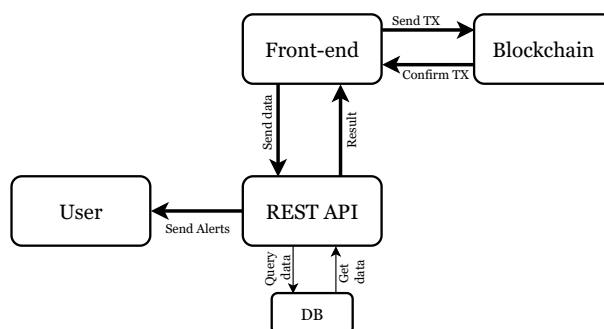 Send TX
Front-end
Blockchain
Confirm TX
Send data
Result
User
REST API
Send Alerts
Query
data
Get
data
DB